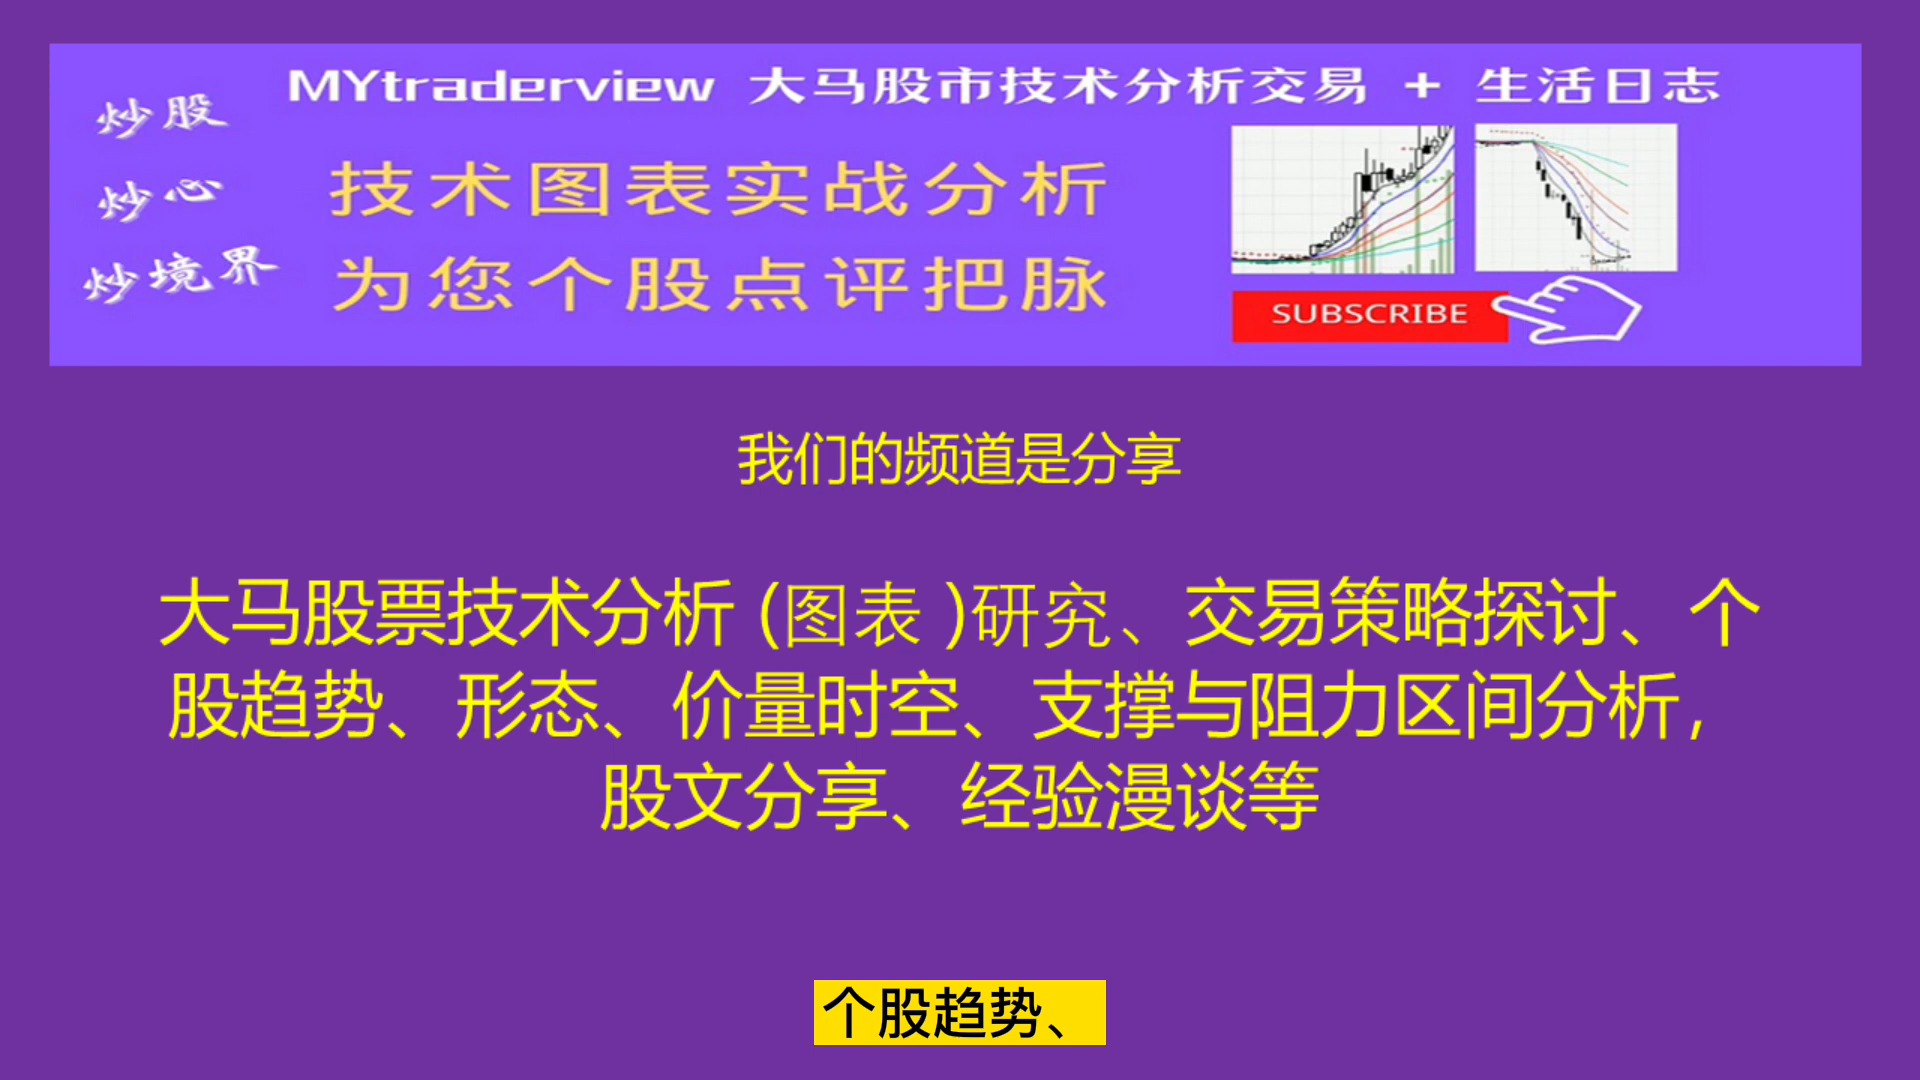 MYtraderview 大马股市技术分析交易 + 生活日志
炒股
炒心
炒境界
技术图表实战分析
为您个股点评把脉
SUBSCRIBE
我们的频道是分享
大马股票技术分析 (图表 )研究、交易策略探讨、个
股趋势、形态、价量时空、支撑与阻力区间分析，
股文分享、经验漫谈等
个股趋势、